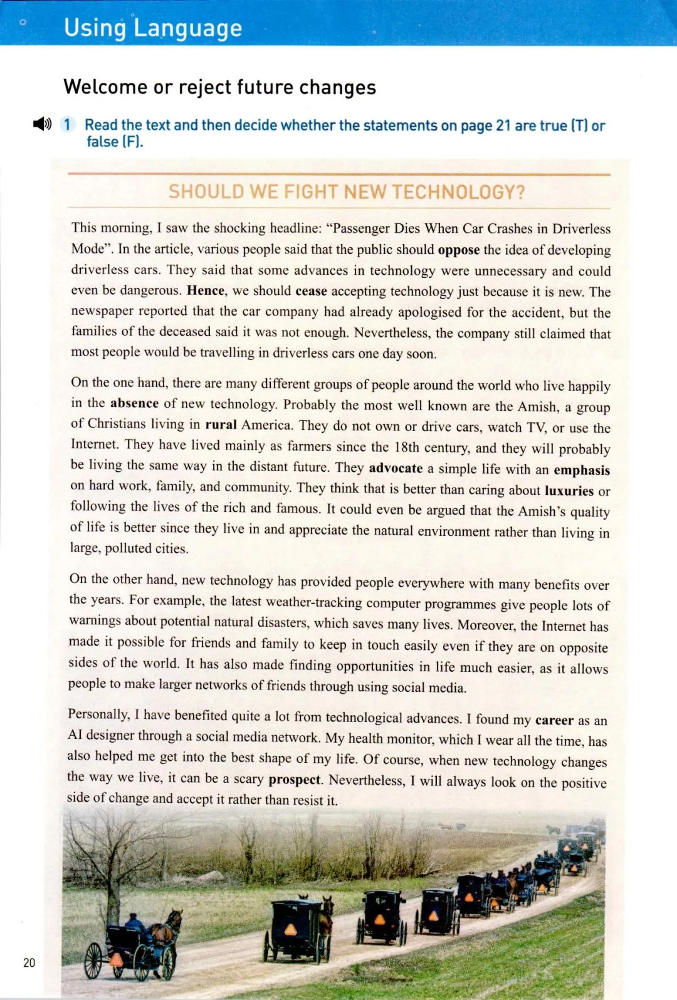 Using Language
Welcome or reject future changes
1 Read the text and then decide whether the statements on page 21 are true (T) or
false (F).
SHOULD WE FIGHT NEW TECHNOLOGY?
This morning, I saw the shocking headline: “Passenger Dies When Car Crashes in Driverless
Mode”. In the article, various people said that the public should oppose the idea of developing
driverless cars. They said that some advances in technology were unnecessary and could
even be dangerous. Hence, we should cease accepting technology just because it is new. The
newspaper reported that the car company had already apologised for the accident, but the
families of the deceased said it was not enough. Nevertheless, the company still claimed that
most people would be travelling in driverless cars one day soon.
On the one hand, there are many different groups of people around the world who live happily
in the absence of new technology. Probably the most well known are the Amish, a group
of Christians living in rural America. They do not own or drive cars, watch TV, or use the
Internet. They have lived mainly as farmers since the 18th century, and they will probably
be living the same way in the distant future. They advocate a simple life with an emphasis
on hard work, family, and community. They think that is better than caring about luxuries or
following the lives of the rich and famous. It could even be argued that the Amish’s quality
of life is better since they live in and appreciate the natural environment rather than living in
large, polluted cities.
On the other hand, new technology has provided people everywhere with many benefits over
the years. For example, the latest weather-tracking computer programmes give people lots of
warnings about potential natural disasters, which saves many lives. Moreover, the Internet has
made it possible for friends and family to keep in touch easily even if they are on opposite
sides of the world. It has also made finding opportunities in life much easier, as it allows
people to make larger networks of friends through using social media.
Personally, I have benefited quite a lot from technological advances. I found my career as an
AI designer through a social media network. My health monitor, which I wear all the time, has
also helped me get into the best shape of my life. Of course, when new technology changes
the way we live, it can be a scary prospect. Nevertheless, I will always look on the positive
side of change and accept it rather than resist it.
20